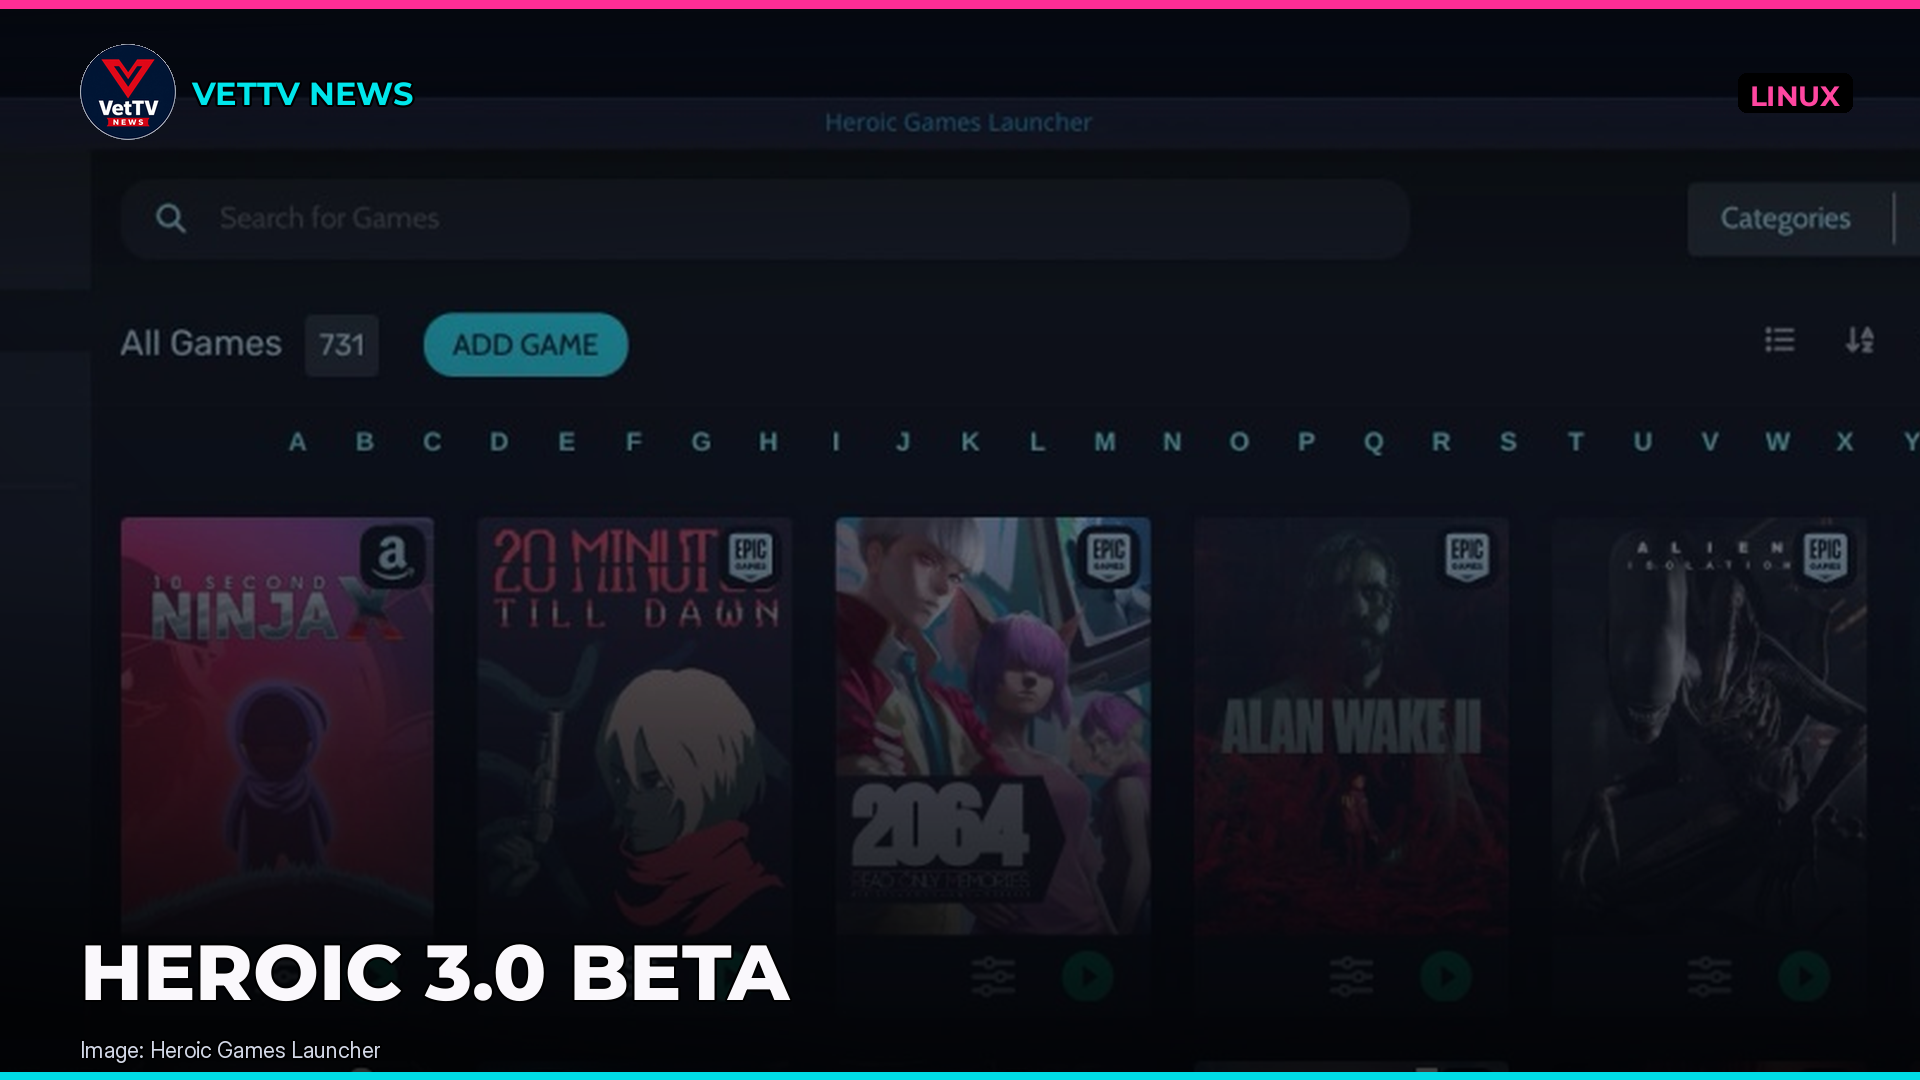 VetTV
NEWS
VETTV NEWS
LINUX
Heroic Games Launcher
Search for Games
Categories
All Games 731 ADD GAME
A B C D E F G H I J K L M N O P Q R S T U V W X Y
10 SECOND
NINJA X
a
20 MINUTES
TILL DAWN
EPIC
GAMES
2064
READ ONLY MEMORIES
EPIC
GAMES
ALAN WAKE II
EPIC
GAMES
ALIEN
ISOLATION
EPIC
GAMES
HEROIC 3.0 BETA
Image: Heroic Games Launcher